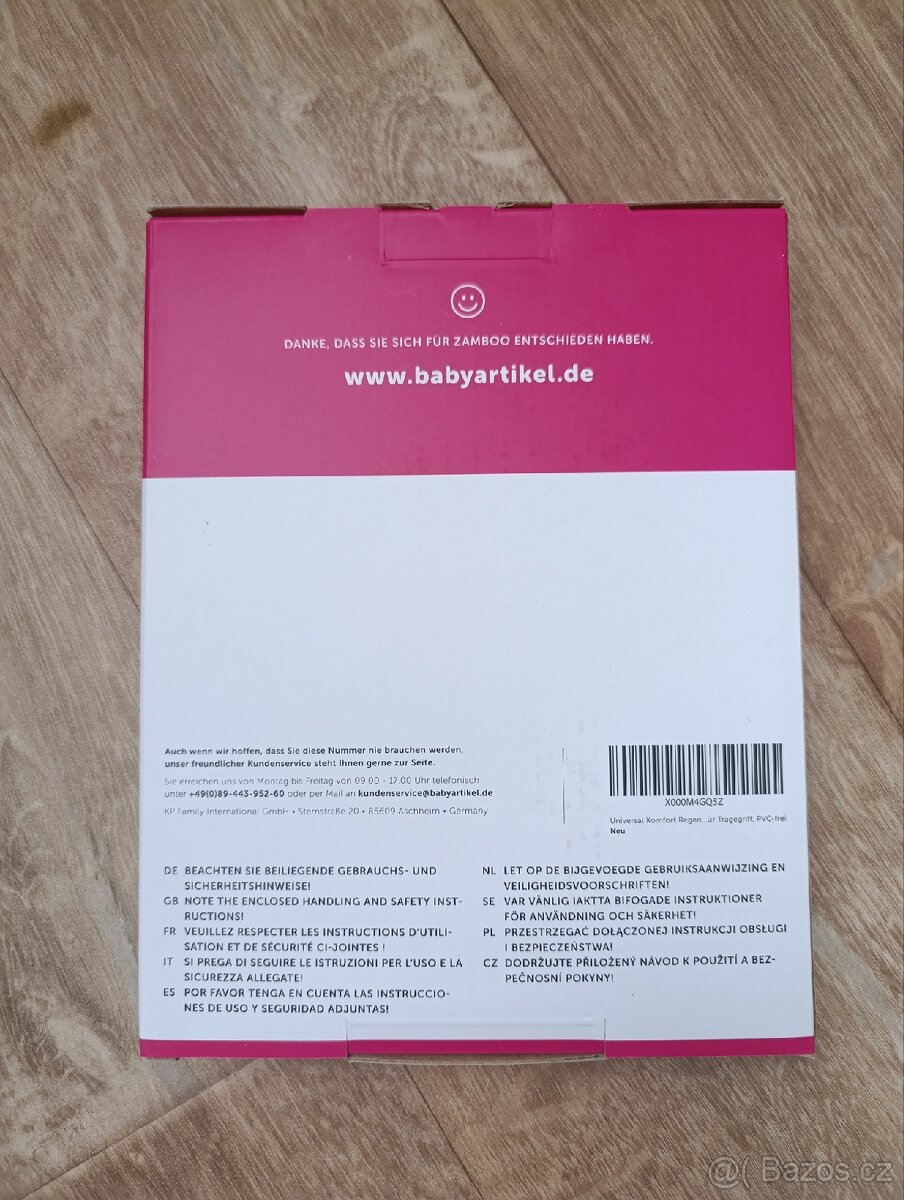 DANKE, DASS SIE SICH FÜR ZAMBOO ENTSCHIEDEN HABEN.
www.babyartikel.de
Auch wenn wir hoffen, dass Sie diese Nummer nie brauchen werden,
unser freundlicher Kundenservice steht Ihnen gerne zur Seite.
Sie erreichen uns von Montag bis Freitag von 09.00 - 17.00 Uhr telefonisch
unter +49(0)89-443-952-60 oder per Mail an kundenservice@babyartikel.de
KP Family International GmbH • Sternstraße 20 • 85609 Aschheim • Germany
X000M4GQ5Z
Universal Komfort Regen...ür Tragegriff, PVC-frei
Neu
DE BEACHTEN SIE BEILIEGENDE GEBRAUCHS- UND
SICHERHEITSHINWEISE!
GB NOTE THE ENCLOSED HANDLING AND SAFETY INST-
RUCTIONS!
FR VEUILLEZ RESPECTER LES INSTRUCTIONS D'UTILI-
SATION ET DE SÉCURITÉ CI-JOINTES !
IT SI PREGA DI SEGUIRE LE ISTRUZIONI PER L'USO E LA
SICUREZZA ALLEGATE!
ES POR FAVOR TENGA EN CUENTA LAS INSTRUCCIO-
NES DE USO Y SEGURIDAD ADJUNTAS!
NL LET OP DE BIJGEVOEGDE GEBRUIKSAANWIJZING EN
VEILIGHEIDSVOORSCHRIFTEN!
SE VAR VÄNLIG IAKTTA BIFOGADE INSTRUKTIONER
FÖR ANVÄNDNING OCH SÄKERHET!
PL PRZESTRZEGAĆ DOŁĄCZONEJ INSTRUKCJI OBSŁUGI
I BEZPIECZEŃSTWA!
CZ DODRŽUJTE PŘILOŽENÝ NÁVOD K POUŽITÍ A BEZ-
PEČNOSNÍ POKYNY!
@( Bazos.cz